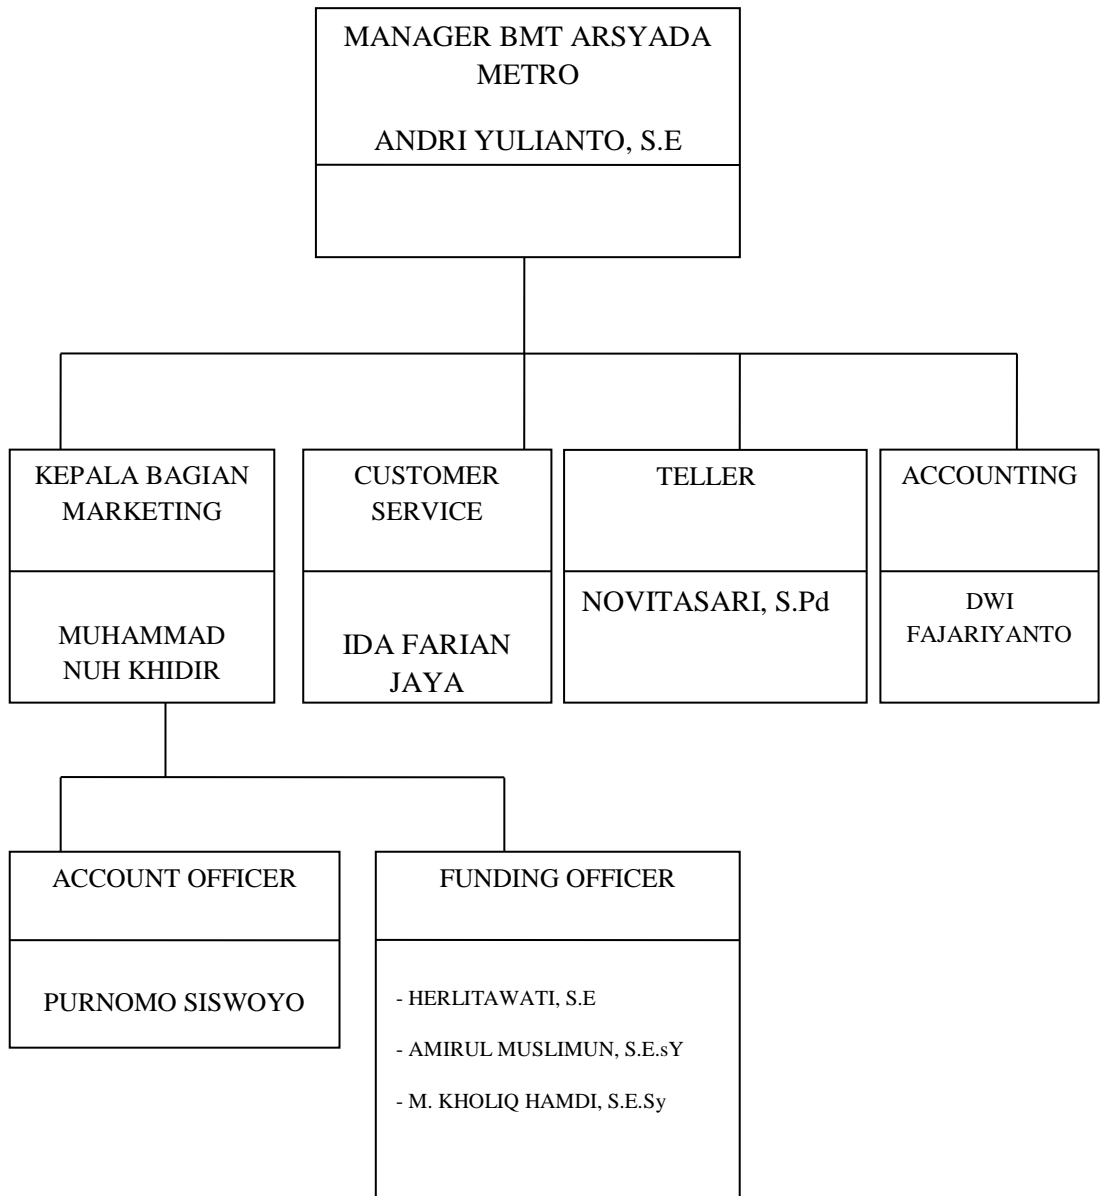 MANAGER BMT ARSYADA
METRO
ANDRI YULIANTO, S.E
KEPALA BAGIAN
MARKETING
MUHAMMAD
NUH KHIDIR
CUSTOMER
SERVICE
IDA FARIAN
JAYA
TELLER
NOVITASARI, S.Pd
ACCOUNTING
DWI
FAJARIYANTO
ACCOUNT OFFICER
PURNOMO SISWOYO
FUNDING OFFICER
- HERLITAWATI, S.E
- AMIRUL MUSLIMUN, S.E.sY
- M. KHOLIQ HAMDI, S.E.Sy